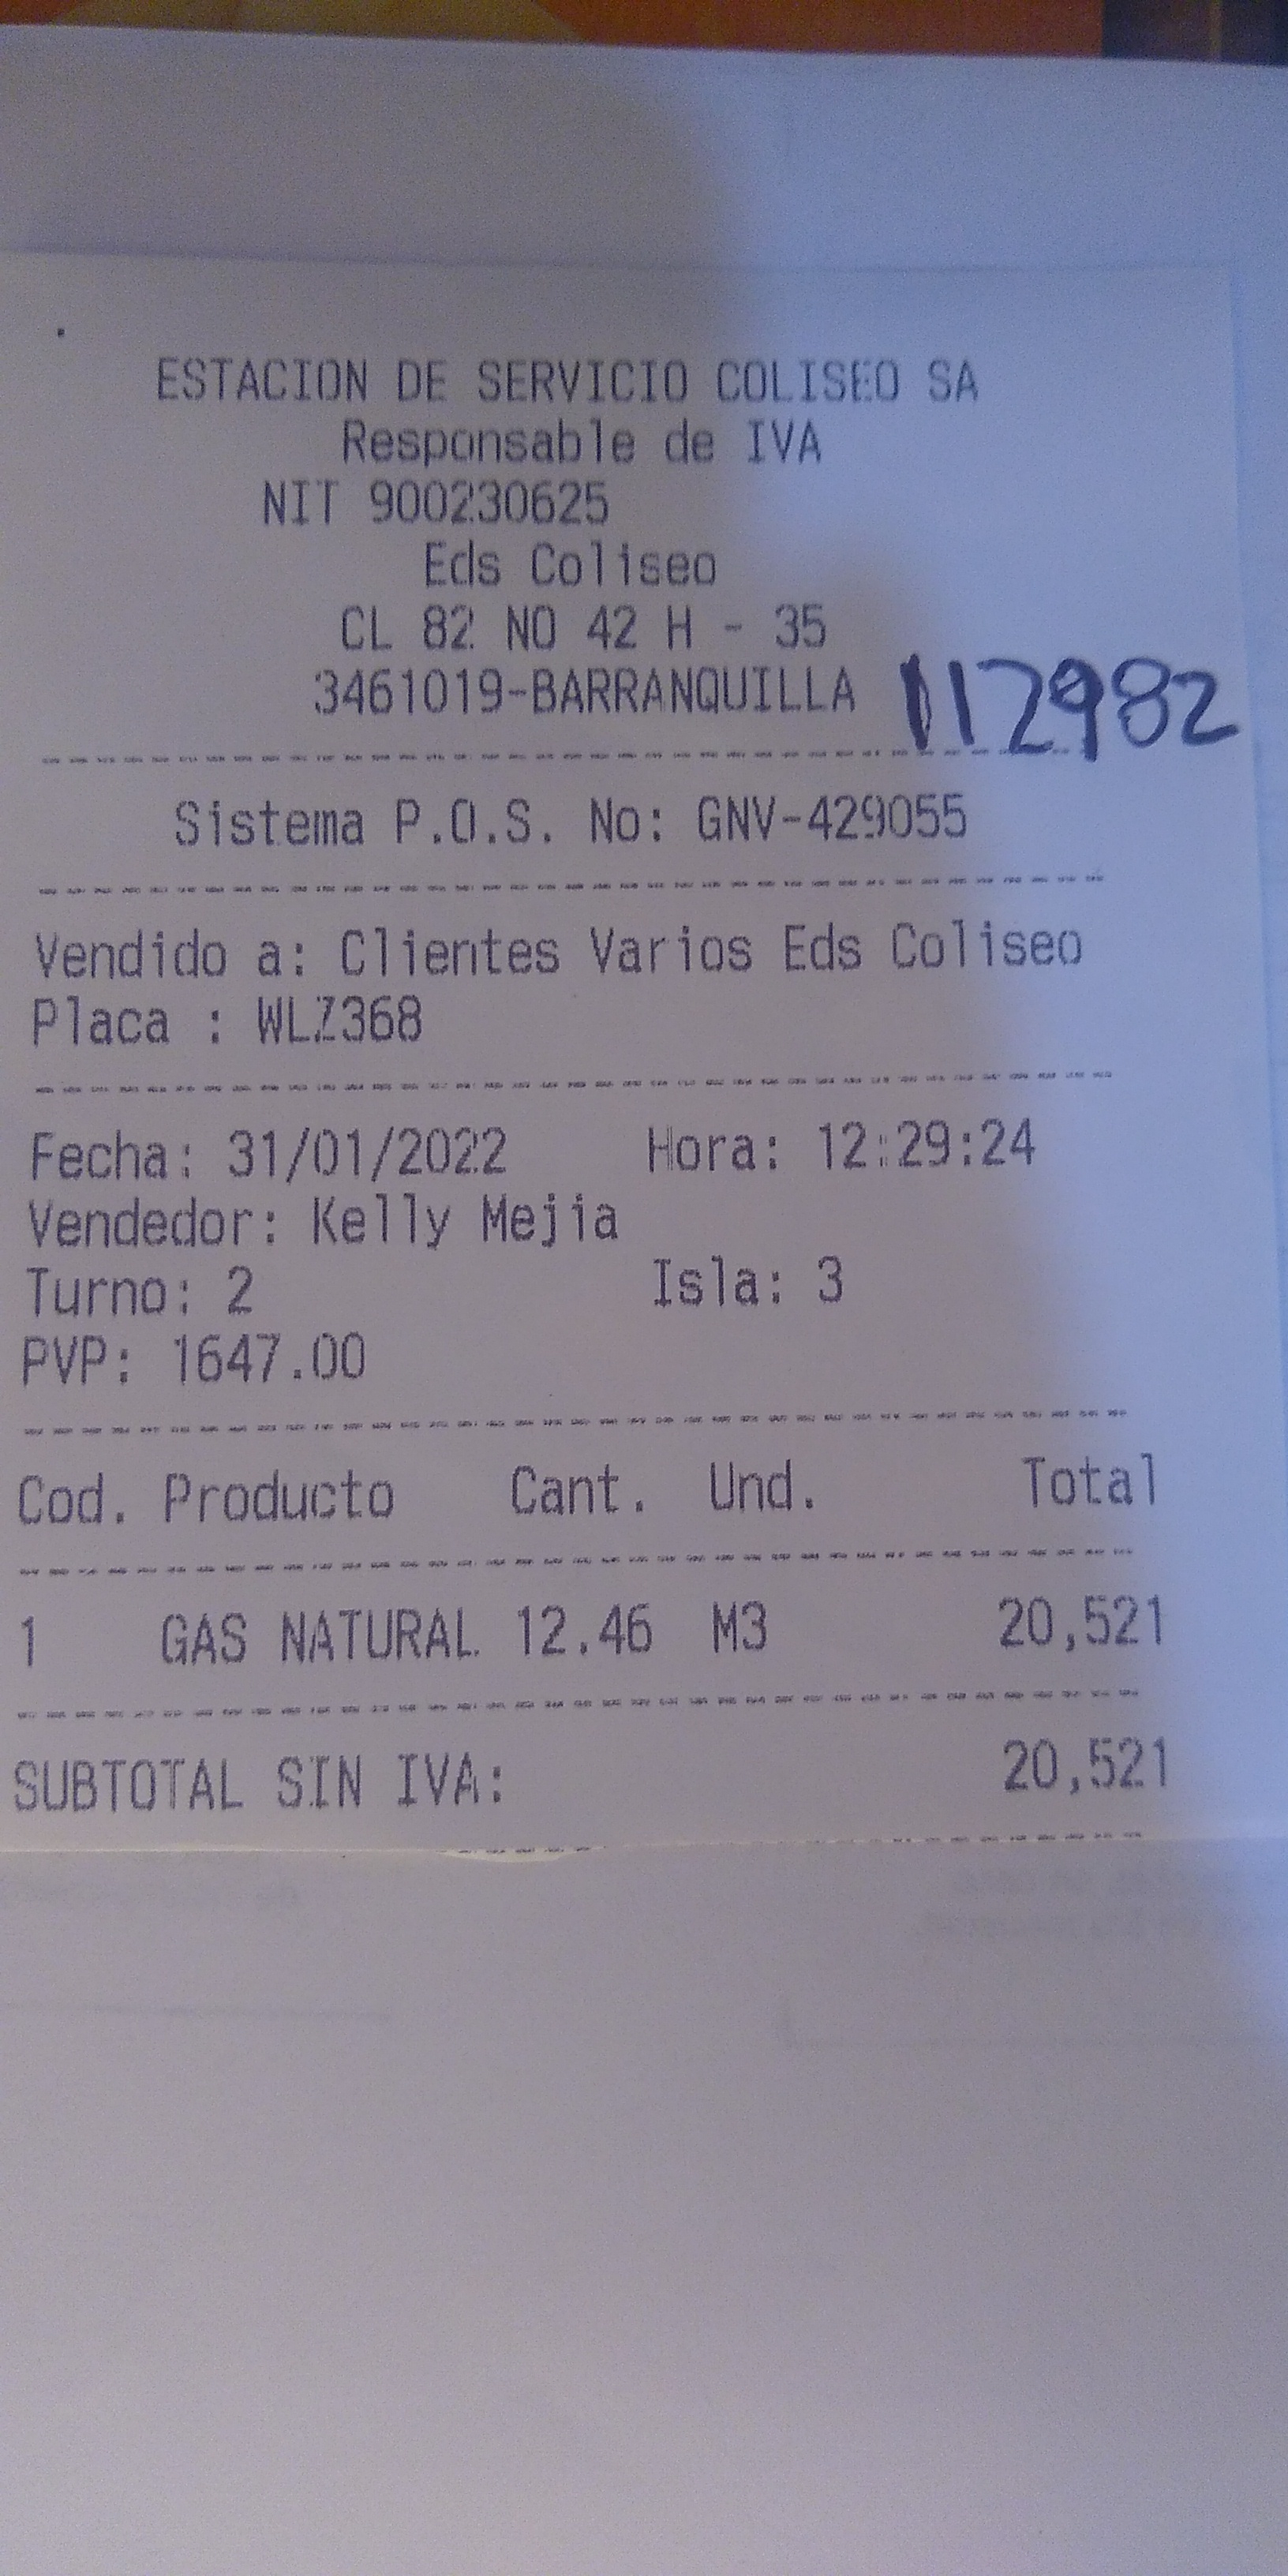 ESTACION DE SERVICIO COLISEO SA
Responsable de IVA
NIT 900230625
Eds Coliseo
CL 82 NO 42 H - 35
3461019-BARRANQUILLA 112982
Sistema P.O.S. No: GNV-429055
Vendido a: Clientes Varios Eds Coliseo
Placa : WLZ368
Fecha: 31/01/2022 Hora: 12:29:24
Vendedor: Kelly Mejia
Turno: 2 Isla: 3
PVP: 1647.00
Cod. Producto Cant. Und. Total
1 GAS NATURAL 12.46 M3 20,521
SUBTOTAL SIN IVA: 20,521